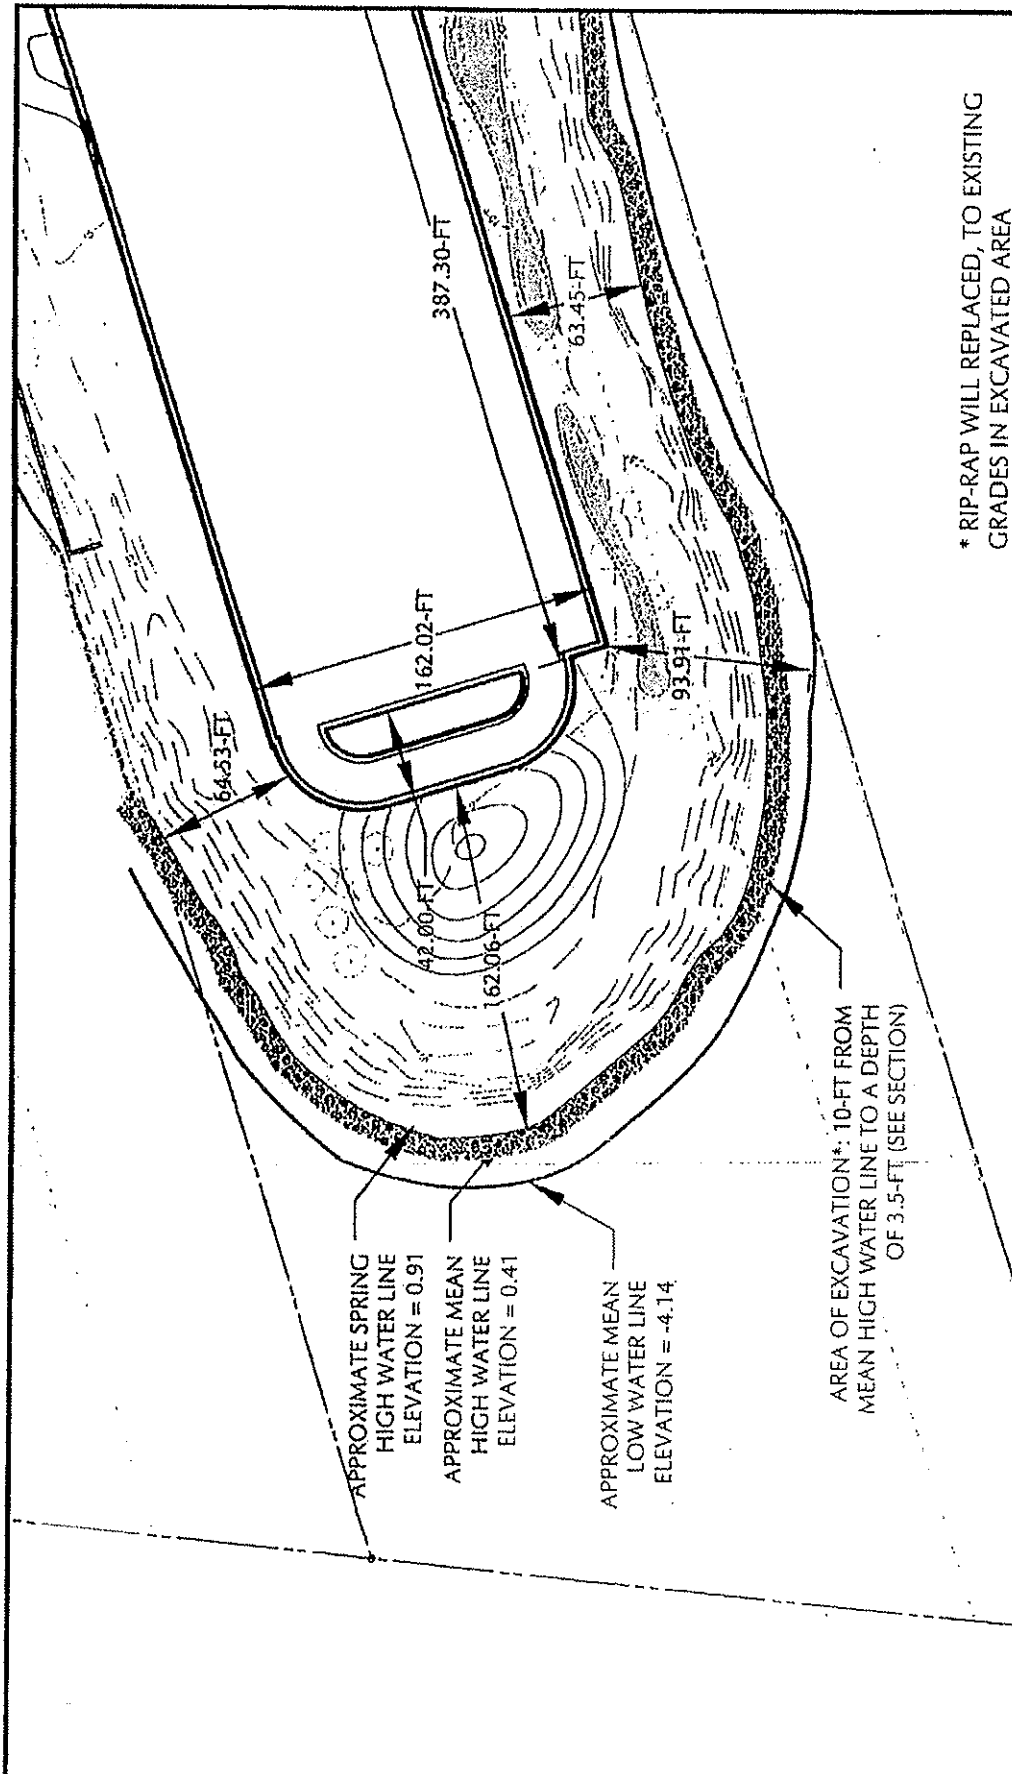 387.30-FT
63.45-FT
162.02-FT
64.53-FT
93.91-FT
42.00-FT
162.06-FT
APPROXIMATE SPRING
HIGH WATER LINE
ELEVATION = 0.91
APPROXIMATE MEAN
HIGH WATER LINE
ELEVATION = 0.41
APPROXIMATE MEAN
LOW WATER LINE
ELEVATION = -4.14
AREA OF EXCAVATION*: 10-FT FROM
MEAN HIGH WATER LINE TO A DEPTH
OF 3.5-FT (SEE SECTION)
* RIP-RAP WILL REPLACED, TO EXISTING
GRADES IN EXCAVATED AREA